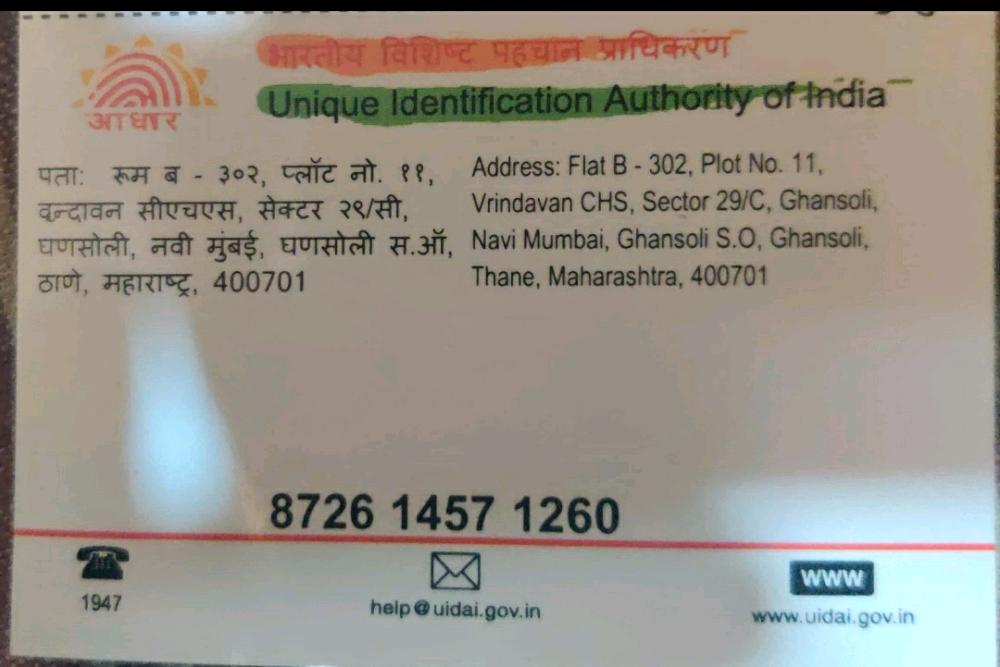 भारतीय विशिष्ट पहचान प्राधिकरण
Unique Identification Authority of India
आधार
पता: रूम ब - ३०२, प्लॉट नो. ११,
वृन्दावन सीएचएस, सेक्टर २९/सी,
घणसोली, नवी मुंबई, घणसोली स.ऑ,
ठाणे, महाराष्ट्र, 400701
Address: Flat B - 302, Plot No. 11,
Vrindavan CHS, Sector 29/C, Ghansoli,
Navi Mumbai, Ghansoli S.O, Ghansoli,
Thane, Maharashtra, 400701
8726 1457 1260
1947
help@uidai.gov.in
www
www.uidai.gov.in